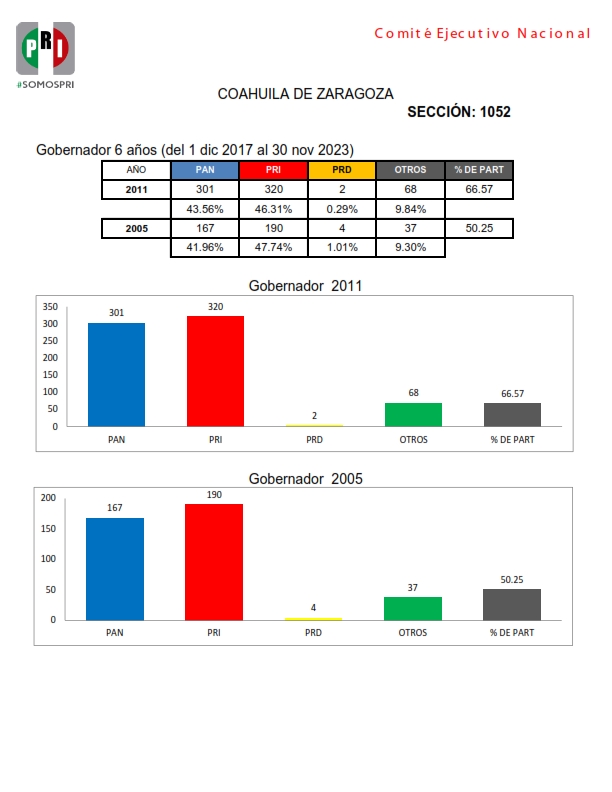 PRI
#SOMOSPRI
Comité Ejecutivo Nacional
COAHUILA DE ZARAGOZA
SECCIÓN: 1052
Gobernador 6 años (del 1 dic 2017 al 30 nov 2023)
AÑO PAN PRI PRD OTROS % DE PART
2011 301 320 2 68 66.57
43.56% 46.31% 0.29% 9.84%
2005 167 190 4 37 50.25
41.96% 47.74% 1.01% 9.30%
Gobernador 2011
350
300
250
200
150
100
50
0
301
320
2
68
66.57
PAN PRI PRD OTROS % DE PART
Gobernador 2005
200
150
100
50
0
167
190
4
37
50.25
PAN PRI PRD OTROS % DE PART